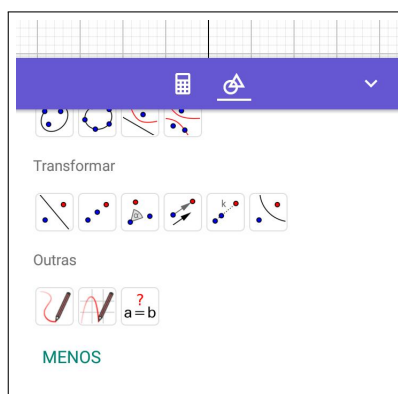 Transformar
α
k
Outras
?
a=b
MENOS